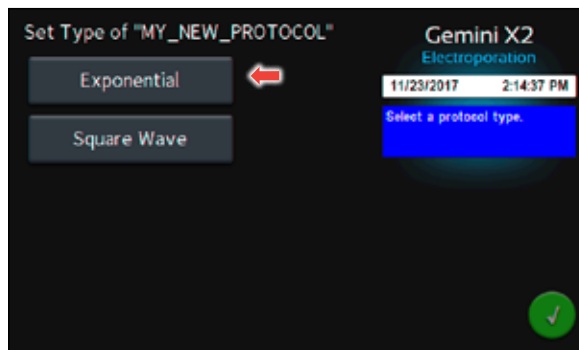 Set Type of "MY_NEW_PROTOCOL"
Exponential
Square Wave
Gemini X2
Electroporation
11/23/2017 2:14:37 PM
Select a protocol type.